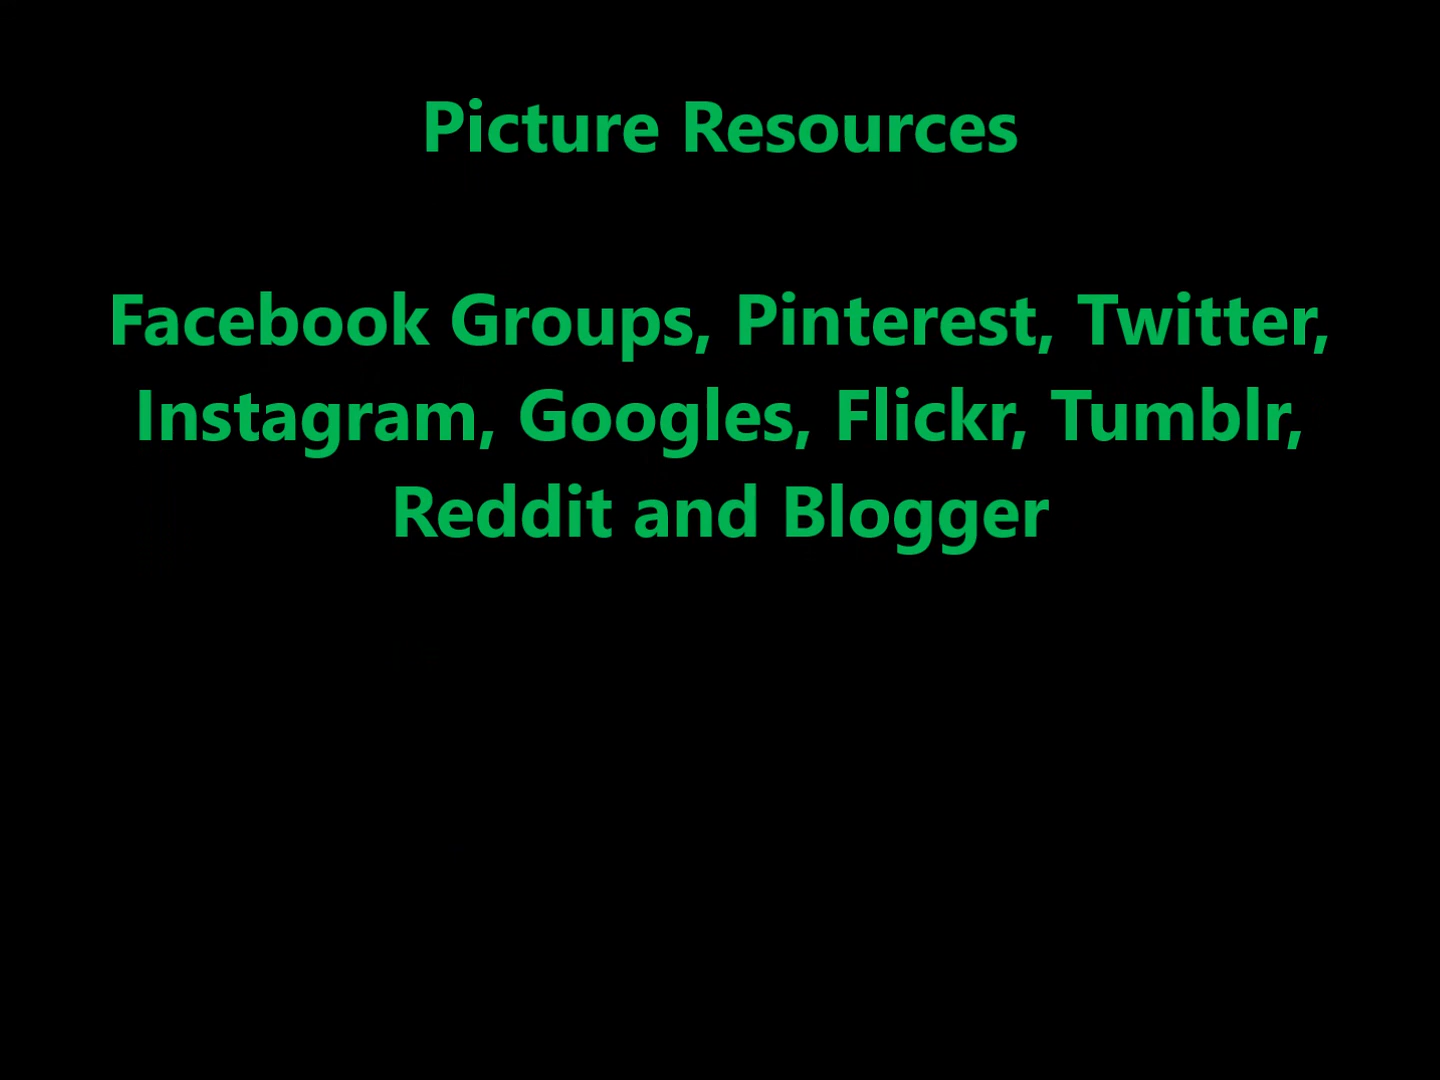 Picture Resources
Facebook Groups, Pinterest, Twitter,
Instagram, Googles, Flickr, Tumblr,
Reddit and Blogger